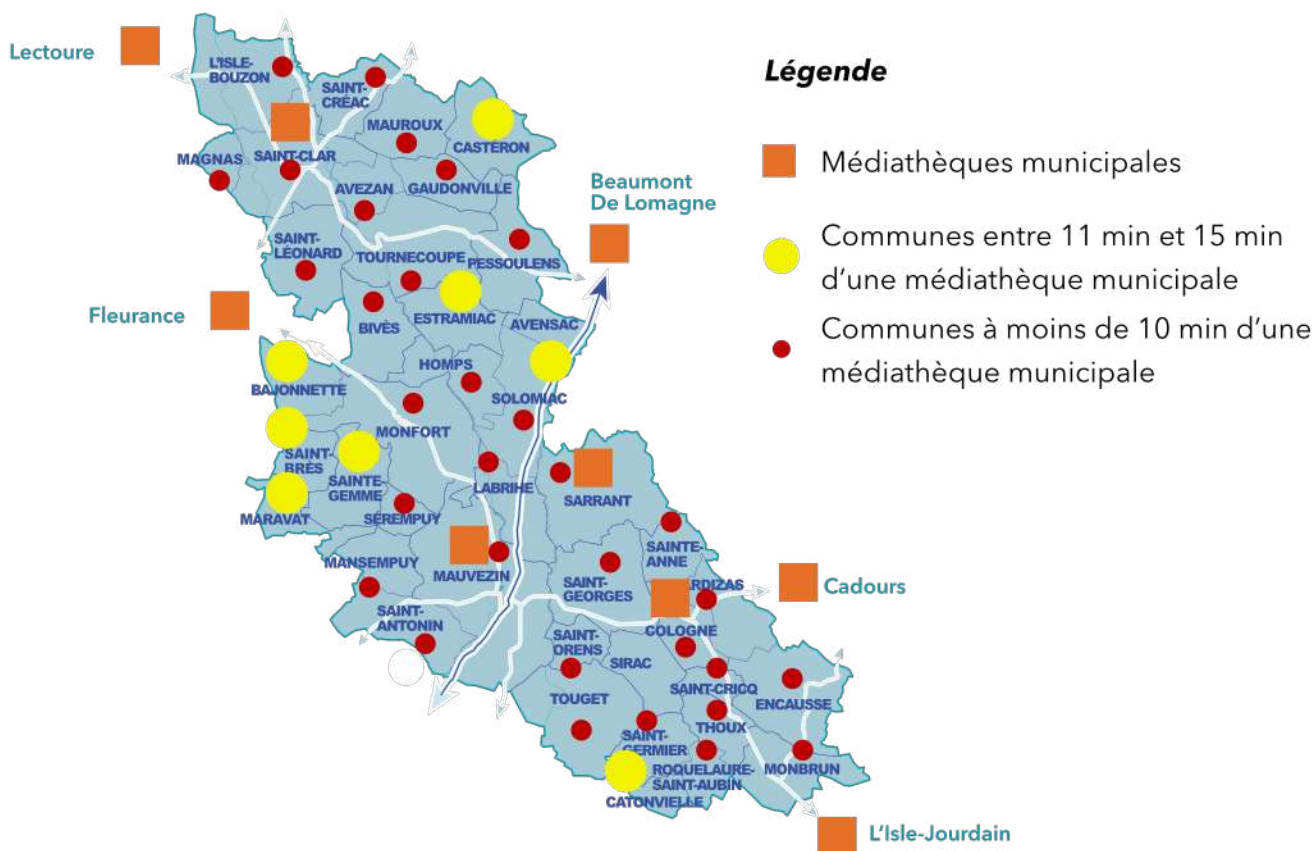 Lectoure
L'ISLE-
BOUZON
SAINT-
CRÉAC
MAUROUX
CASTÉRON
MAGNAS
SAINT-CLAR
AVEZAN
GAUDONVILLE
Beaumont
De Lomagne
SAINT-
LÉONARD
TOURNECOUPE
PESSOULENS
Fleurance
BIVÈS
ESTRAMIAC
AVENSAC
HOMPS
BAJONNETTE
SOLOMIAC
MONFORT
SAINT-
BRÈS
SAINTE-
GEMME
LABRIHE
SARRANT
MARAVAT
SÉREMPUY
MANSEMPUY
MAUVEZIN
SAINTE-
ANNE
SAINT-
GEORGES
ARDIZAS
Cadours
SAINT-
ANTONIN
COLOGNE
SAINT-
ORENS
SIRAC
SAINT-CRICQ
ENCAUSSE
TOUGET
THOUX
SAINT-
GERMIER
MONBRUN
ROQUELAURE-
SAINT-AUBIN
CATONVIELLE
L'Isle-Jourdain
Légende
Médiathèques municipales
Communes entre 11 min et 15 min
d'une médiathèque municipale
Communes à moins de 10 min d'une
médiathèque municipale